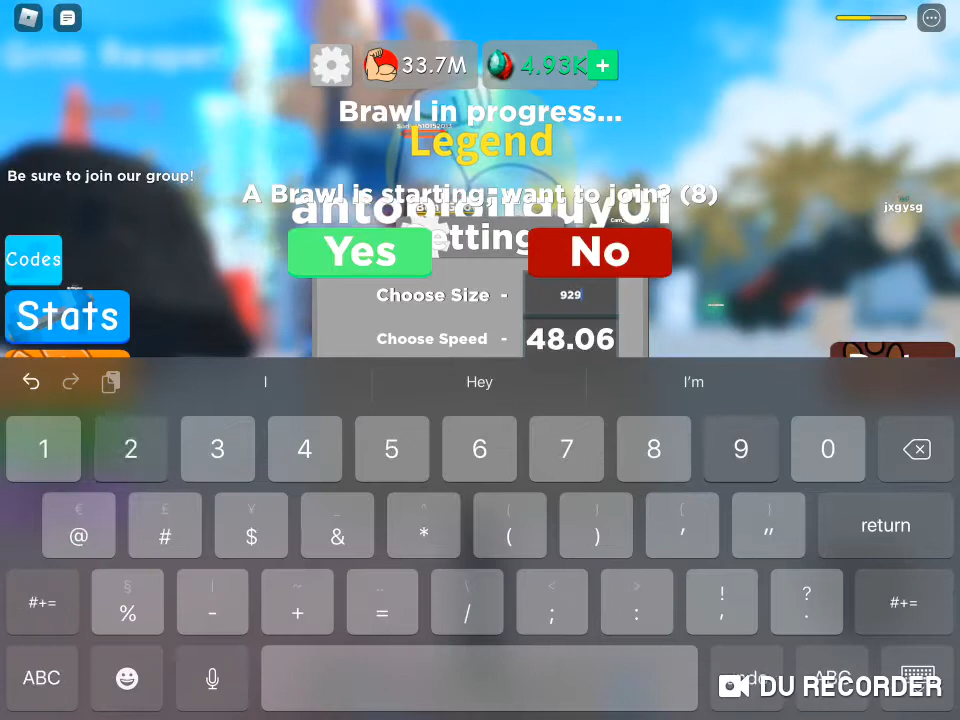 33.7M 4.93K +
Brawl in progress...
Legend
Be sure to join our group!
A Brawl is starting, want to join? (8)
jxgysg
Yes
No
Codes
Choose Size - 929
Stats
Choose Speed - 48.06
I Hey I'm
1 2 3 4 5 6 7 8 9 0
€ £ ¥ _ ^ [ ] { }
@ # $ & * ( ) ' " return
§ | ~ … \ < > ! ?
#+= % - + = / ; : , . #+=
ABC
DU RECORDER